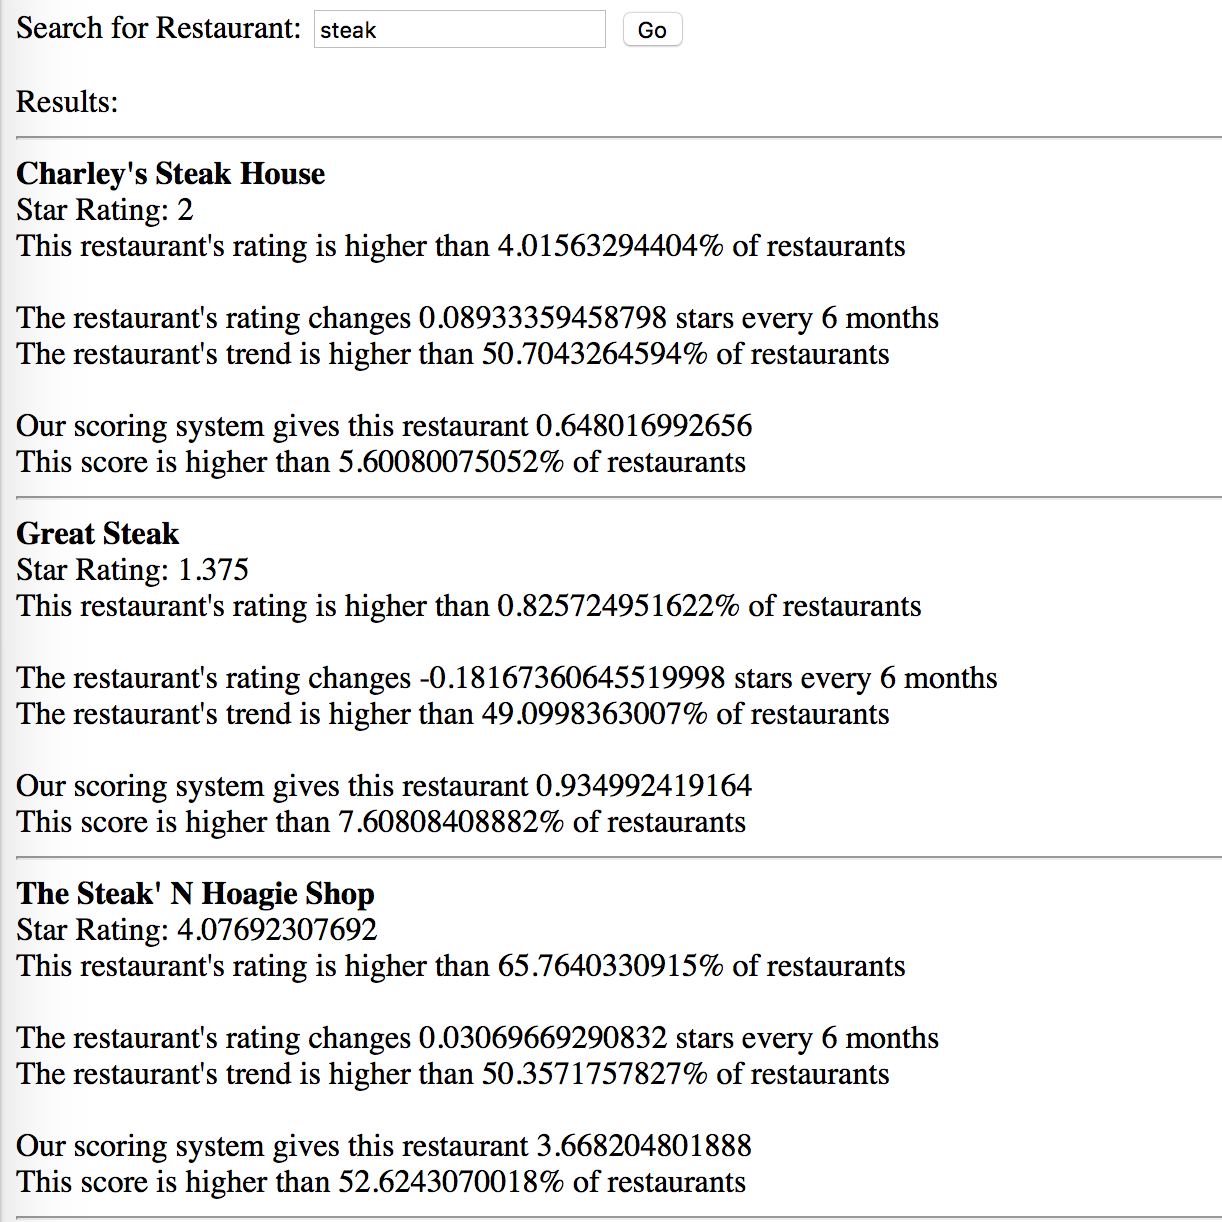 Search for Restaurant: steak Go
Results:
Charley's Steak House
Star Rating: 2
This restaurant's rating is higher than 4.01563294404% of restaurants
The restaurant's rating changes 0.08933359458798 stars every 6 months
The restaurant's trend is higher than 50.7043264594% of restaurants
Our scoring system gives this restaurant 0.648016992656
This score is higher than 5.60080075052% of restaurants
Great Steak
Star Rating: 1.375
This restaurant's rating is higher than 0.825724951622% of restaurants
The restaurant's rating changes -0.18167360645519998 stars every 6 months
The restaurant's trend is higher than 49.0998363007% of restaurants
Our scoring system gives this restaurant 0.934992419164
This score is higher than 7.60808408882% of restaurants
The Steak' N Hoagie Shop
Star Rating: 4.07692307692
This restaurant's rating is higher than 65.7640330915% of restaurants
The restaurant's rating changes 0.03069669290832 stars every 6 months
The restaurant's trend is higher than 50.3571757827% of restaurants
Our scoring system gives this restaurant 3.668204801888
This score is higher than 52.6243070018% of restaurants